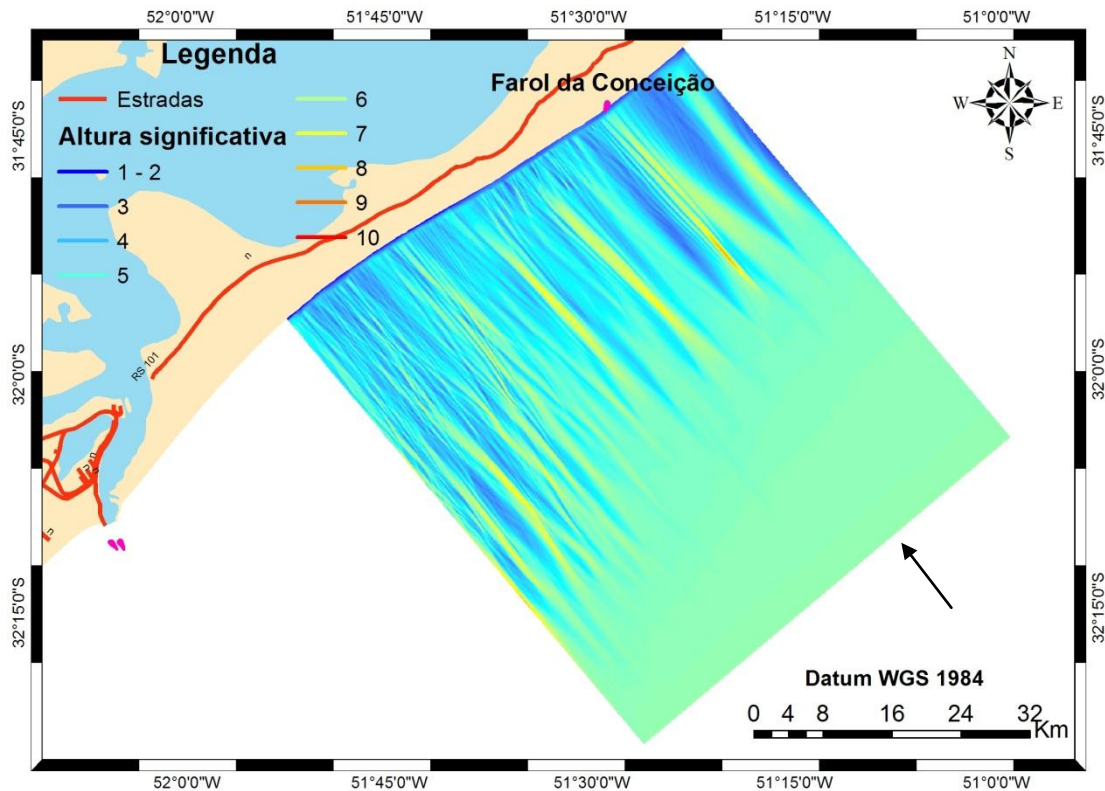 52°0'0"W 51°45'0"W 51°30'0"W 51°15'0"W 51°0'0"W
Legenda
Estradas
Altura significativa
1 - 2
3
4
5
6
7
8
9
10
Farol da Conceição
N
W E
S
31°45'0"S
31°45'0"S
32°0'0"S
32°0'0"S
32°15'0"S
32°15'0"S
RS 101
n
n
n
Datum WGS 1984
0 4 8 16 24 32
Km
52°0'0"W 51°45'0"W 51°30'0"W 51°15'0"W 51°0'0"W